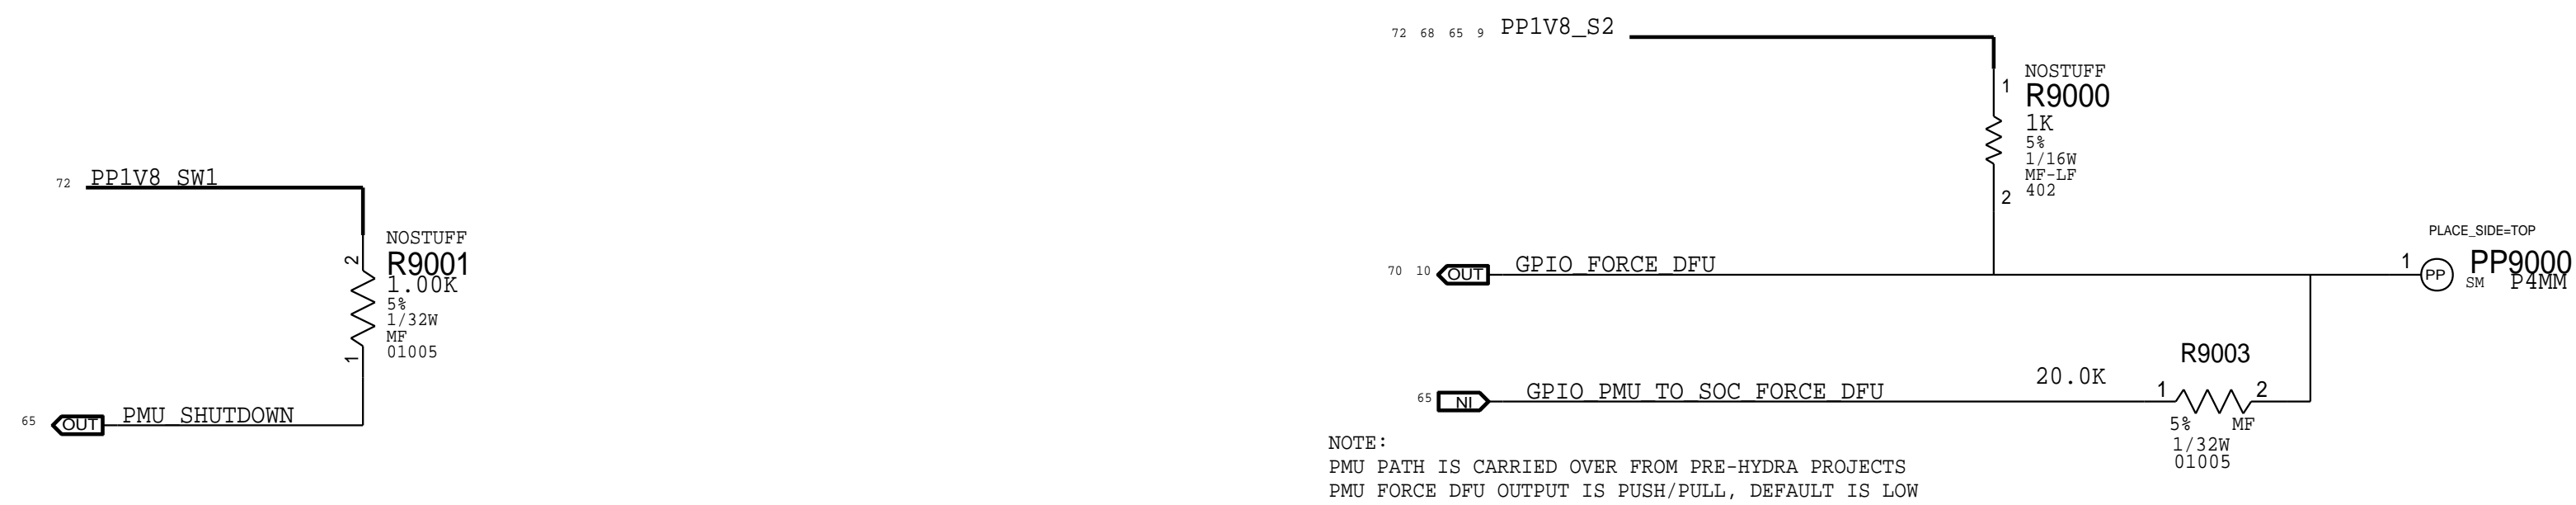 72 68 65 9 PP1V8_S2
NOSTUFF
1 R9000
1K
5%
1/16W
MF-LF
2 402
72 PP1V8_SW1
NOSTUFF
2 R9001
1.00K
5%
1/32W
MF
1 01005
65 OUT PMU_SHUTDOWN
PLACE_SIDE=TOP
70 10 OUT GPIO_FORCE_DFU
1 PP PP9000
SM P4MM
R9003
65 NI GPIO_PMU_TO_SOC_FORCE_DFU 20.0K 1 2
5% MF
1/32W
01005
NOTE:
PMU PATH IS CARRIED OVER FROM PRE-HYDRA PROJECTS
PMU FORCE DFU OUTPUT IS PUSH/PULL, DEFAULT IS LOW